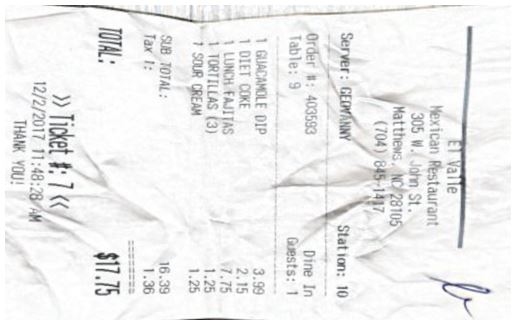 El Valle
Mexican Restaurant
305 W. John St.
Matthews, NC 28105
(704) 845-1417
Server: GEOVANNY Station: 10
Order #: 403593 Dine In
Table: 9 Guests: 1
1 GUACAMOLE DIP 3.99
1 DIET COKE 2.15
1 LUNCH FAJITAS 7.75
1 TORTILLAS (3) 1.25
1 SOUR CREAM 1.25
SUB TOTAL: 16.39
Tax 1: 1.36
TOTAL: $17.75
>> Ticket #: 7 <<
12/2/2017 11:48:28 AM
THANK YOU!